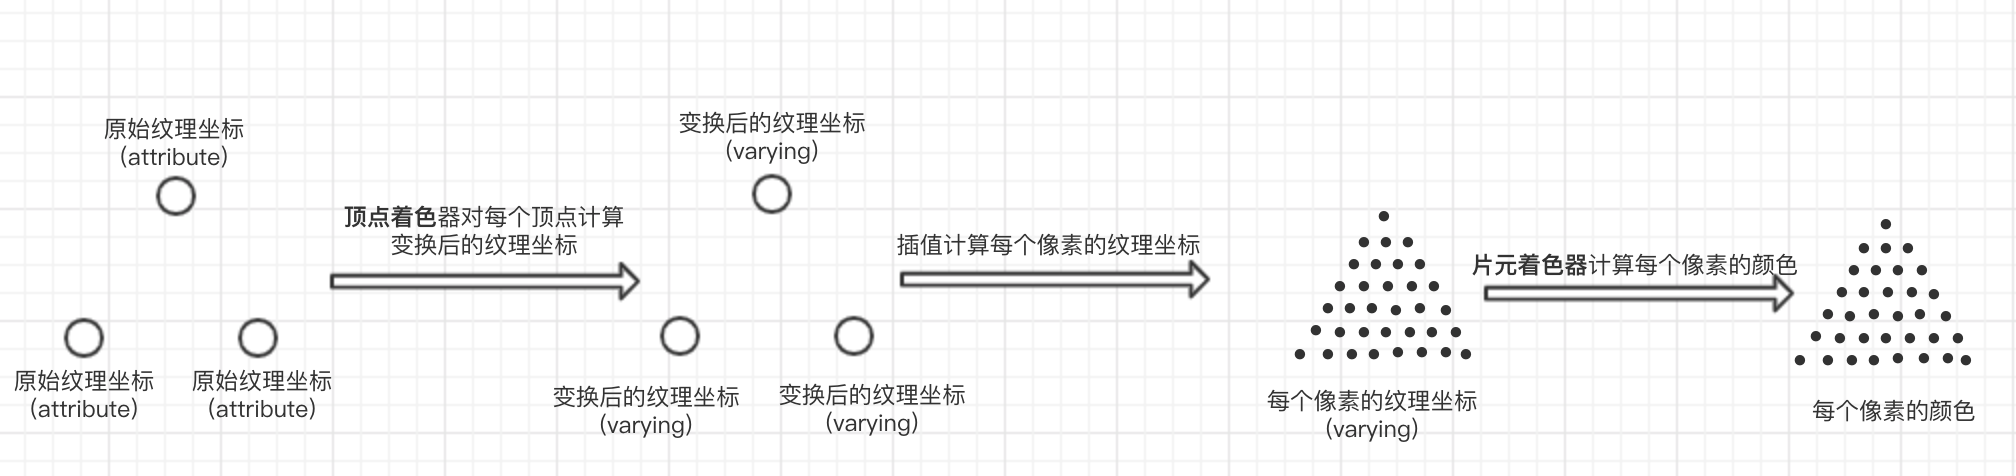 原始纹理坐标
(attribute)
原始纹理坐标
(attribute)
原始纹理坐标
(attribute)
顶点着色器对每个顶点计算
变换后的纹理坐标
变换后的纹理坐标
(varying)
变换后的纹理坐标
(varying)
变换后的纹理坐标
(varying)
插值计算每个像素的纹理坐标
每个像素的纹理坐标
(varying)
片元着色器计算每个像素的颜色
每个像素的颜色